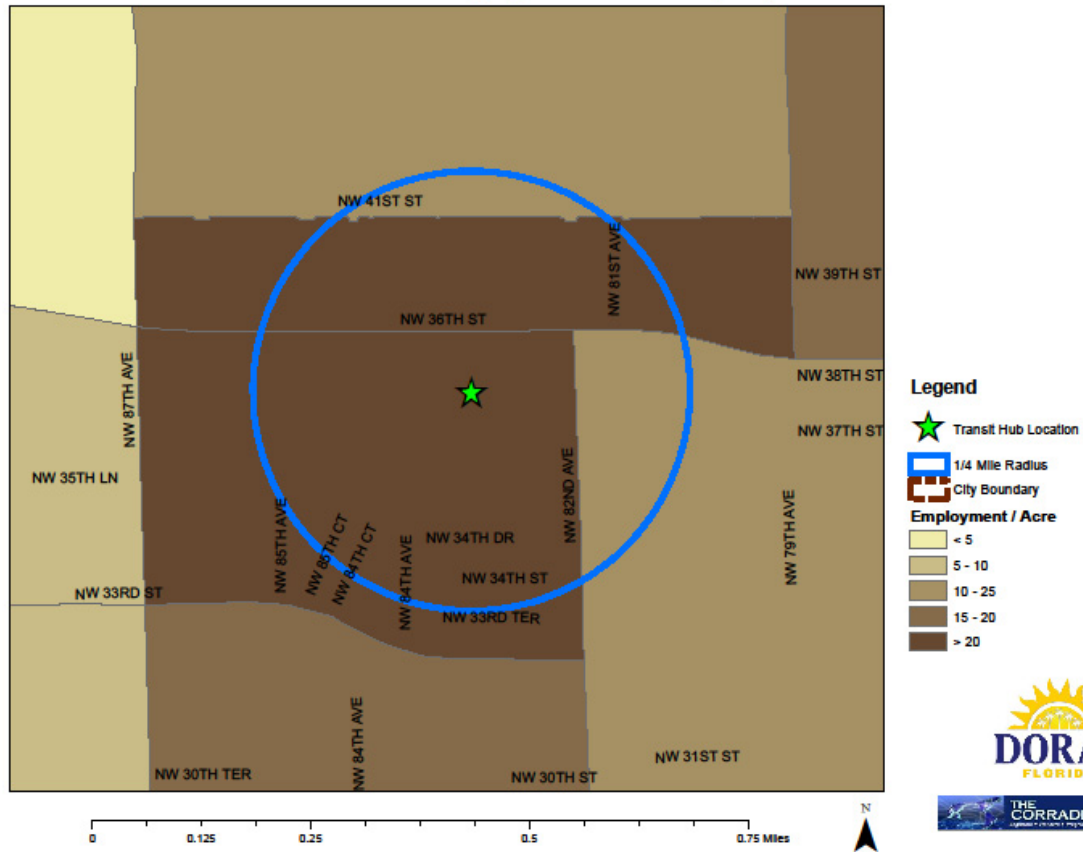 NW 41ST ST
NW 81ST AVE
NW 39TH ST
NW 36TH ST
NW 38TH ST
NW 87TH AVE
NW 37TH ST
NW 35TH LN
NW 82ND AVE
NW 79TH AVE
NW 85TH AVE
NW 85TH CT
NW 84TH CT
NW 34TH DR
NW 84TH AVE
NW 34TH ST
NW 33RD ST
NW 33RD TER
NW 84TH AVE
NW 31ST ST
NW 30TH TER
NW 30TH ST
Legend
Transit Hub Location
1/4 Mile Radius
City Boundary
Employment / Acre
< 5
5 - 10
10 - 25
15 - 20
> 20
DORA
FLORID
THE
CORRADI
N
0 0.125 0.25 0.5 0.75 Miles